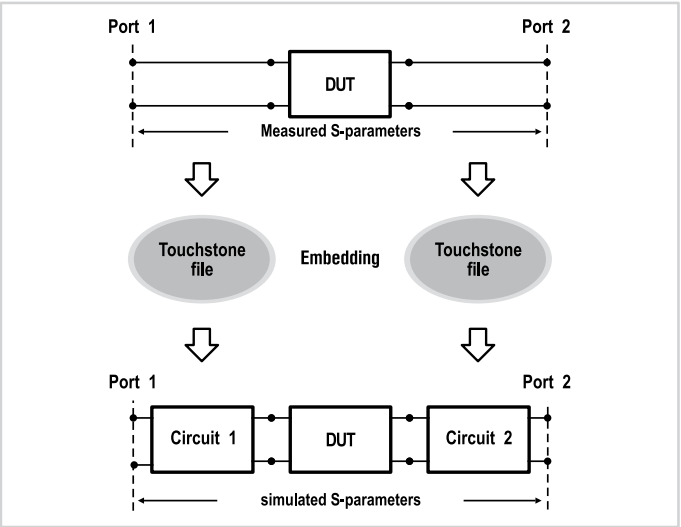 Port 1
Port 2
DUT
Measured S-parameters
Touchstone
file
Embedding
Touchstone
file
Port 1
Port 2
Circuit 1
DUT
Circuit 2
simulated S-parameters